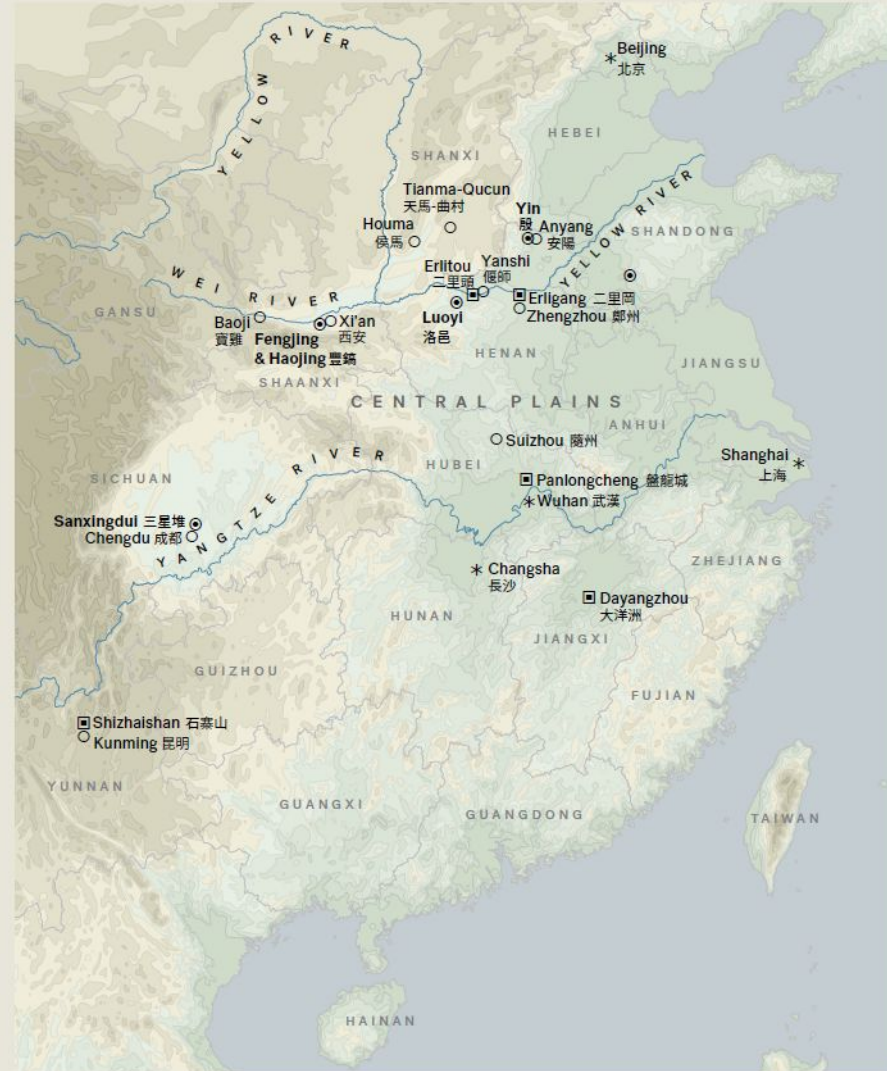 YELLOW RIVER
Beijing
北京
HEBEI
SHANXI
Tianma-Qucun
天馬-曲村
Houma
侯馬
Yin
殷
Anyang
安陽
YELLOW RIVER
SHANDONG
Erlitou
二里頭
Yanshi
偃師
WEI RIVER
GANSU
Baoji
寶雞
Fengjing
& Haojing 豐鎬
Xi'an
西安
Luoyi
洛邑
Erligang 二里岡
Zhengzhou 鄭州
HENAN
JIANGSU
SHAANXI
CENTRAL PLAINS
ANHUI
Suizhou 隨州
HUBEI
Shanghai
上海
SICHUAN
YANGTZE RIVER
Panlongcheng 盤龍城
Wuhan 武漢
Sanxingdui 三星堆
Chengdu 成都
ZHEJIANG
Changsha
長沙
Dayangzhou
大洋洲
HUNAN
JIANGXI
GUIZHOU
FUJIAN
Shizhaishan 石寨山
Kunming 昆明
YUNNAN
GUANGXI
GUANGDONG
TAIWAN
HAINAN